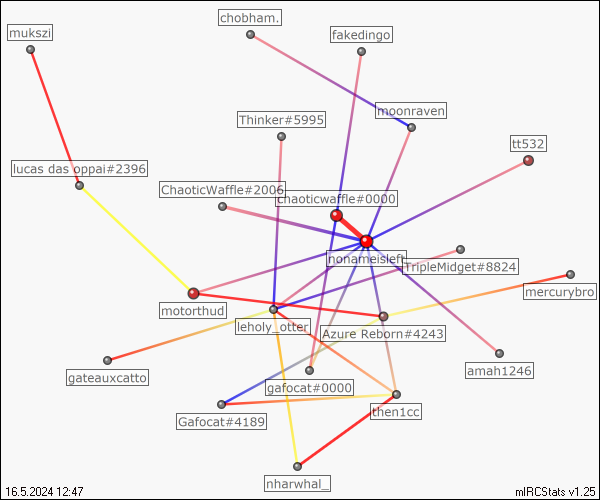 chobham.
mukszi
fakedingo
moonraven
Thinker#5995
tt532
lucas das oppai#2396
ChaoticWaffle#2006
chaoticwaffle#0000
nonameisleft
TripleMidget#8824
mercurybro
motorthud
leholy_otter
Azure Reborn#4243
amah1246
gateauxcatto
gafocat#0000
then1cc
Gafocat#4189
nharwhal_
16.5.2024 12:47
mIRCStats v1.25